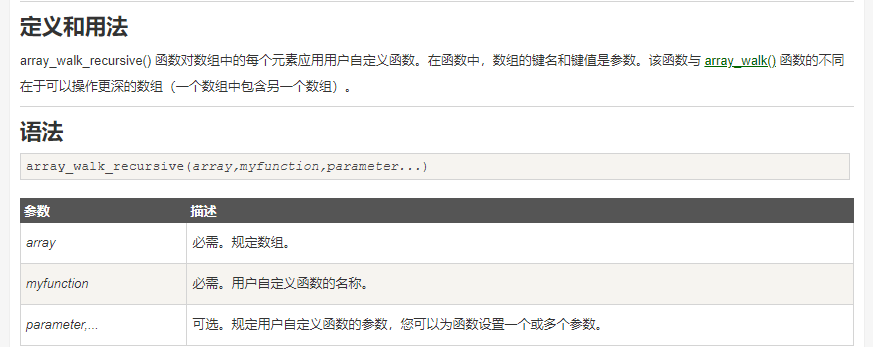 定义和用法
array_walk_recursive() 函数对数组中的每个元素应用用户自定义函数。在函数中，数组的键名和键值是参数。该函数与 array_walk() 函数的不同
在于可以操作更深的数组（一个数组中包含另一个数组）。
语法
array_walk_recursive(array,myfunction,parameter...)
参数 描述
array 必需。规定数组。
myfunction 必需。用户自定义函数的名称。
parameter,... 可选。规定用户自定义函数的参数，您可以为函数设置一个或多个参数。